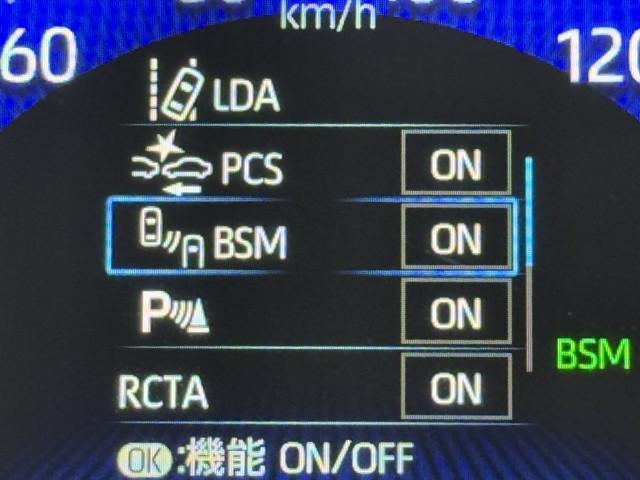 km/h
60
120
LDA
PCS ON
BSM ON
P ON
BSM
RCTA ON
OK:機能 ON/OFF